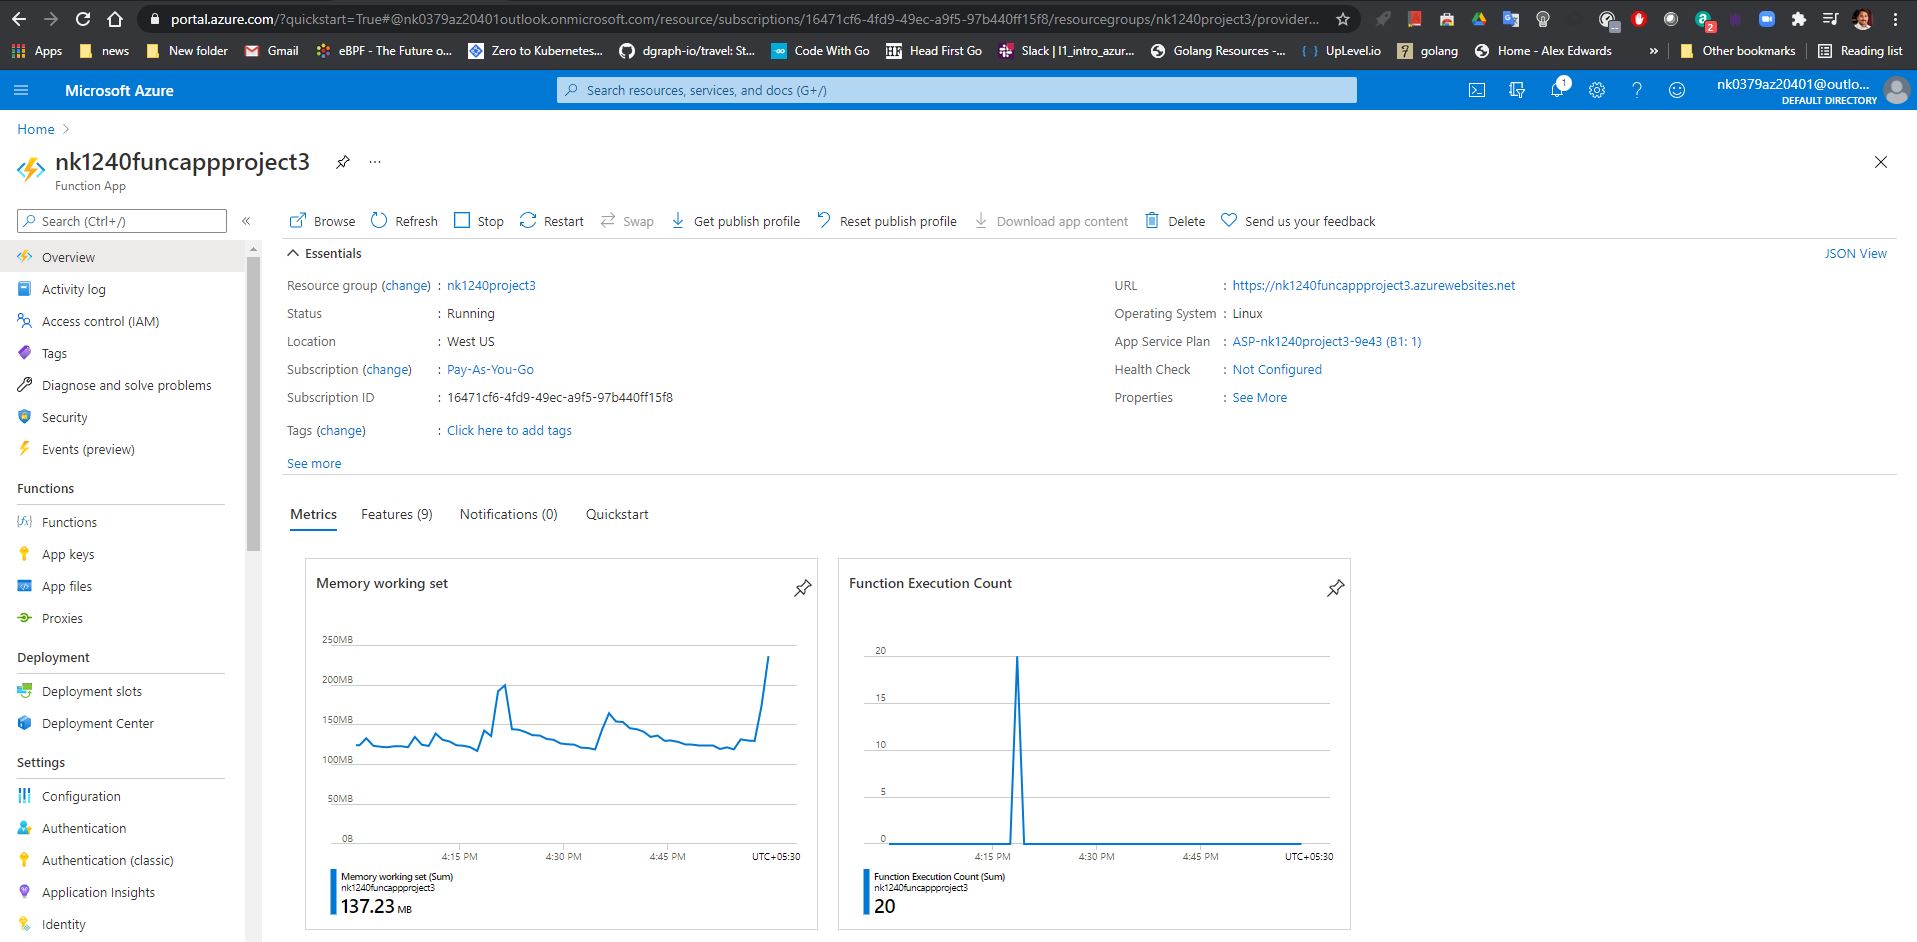 portal.azure.com/?quickstart=True#@nk0379az20401outlook.onmicrosoft.com/resource/subscriptions/16471cf6-4fd9-49ec-a9f5-97b440ff15f8/resourcegroups/nk1240project3/provider...
2
Apps news New folder Gmail eBPF - The Future o... Zero to Kubernetes... dgraph-io/travel: St... Code With Go Head First Go Slack | l1_intro_azur... Golang Resources -... UpLevel.io golang Home - Alex Edwards » Other bookmarks Reading list
Microsoft Azure
Search resources, services, and docs (G+/)
1
nk0379az20401@outlo...
DEFAULT DIRECTORY
Home
nk1240funcappproject3
Function App
Search (Ctrl+/)
Browse Refresh Stop Restart Swap Get publish profile Reset publish profile Download app content Delete Send us your feedback
Overview
Activity log
Access control (IAM)
Tags
Diagnose and solve problems
Security
Events (preview)
Functions
Functions
App keys
App files
Proxies
Deployment
Deployment slots
Deployment Center
Settings
Configuration
Authentication
Authentication (classic)
Application Insights
Identity
Essentials
JSON View
Resource group (change) : nk1240project3
Status : Running
Location : West US
Subscription (change) : Pay-As-You-Go
Subscription ID : 16471cf6-4fd9-49ec-a9f5-97b440ff15f8
Tags (change) : Click here to add tags
See more
URL : https://nk1240funcappproject3.azurewebsites.net
Operating System : Linux
App Service Plan : ASP-nk1240project3-9e43 (B1: 1)
Health Check : Not Configured
Properties : See More
Metrics Features (9) Notifications (0) Quickstart
Memory working set
250MB
200MB
150MB
100MB
50MB
0B
4:15 PM 4:30 PM 4:45 PM UTC+05:30
Memory working set (Sum)
nk1240funcappproject3
137.23 MB
Function Execution Count
20
15
10
5
0
4:15 PM 4:30 PM 4:45 PM UTC+05:30
Function Execution Count (Sum)
nk1240funcappproject3
20